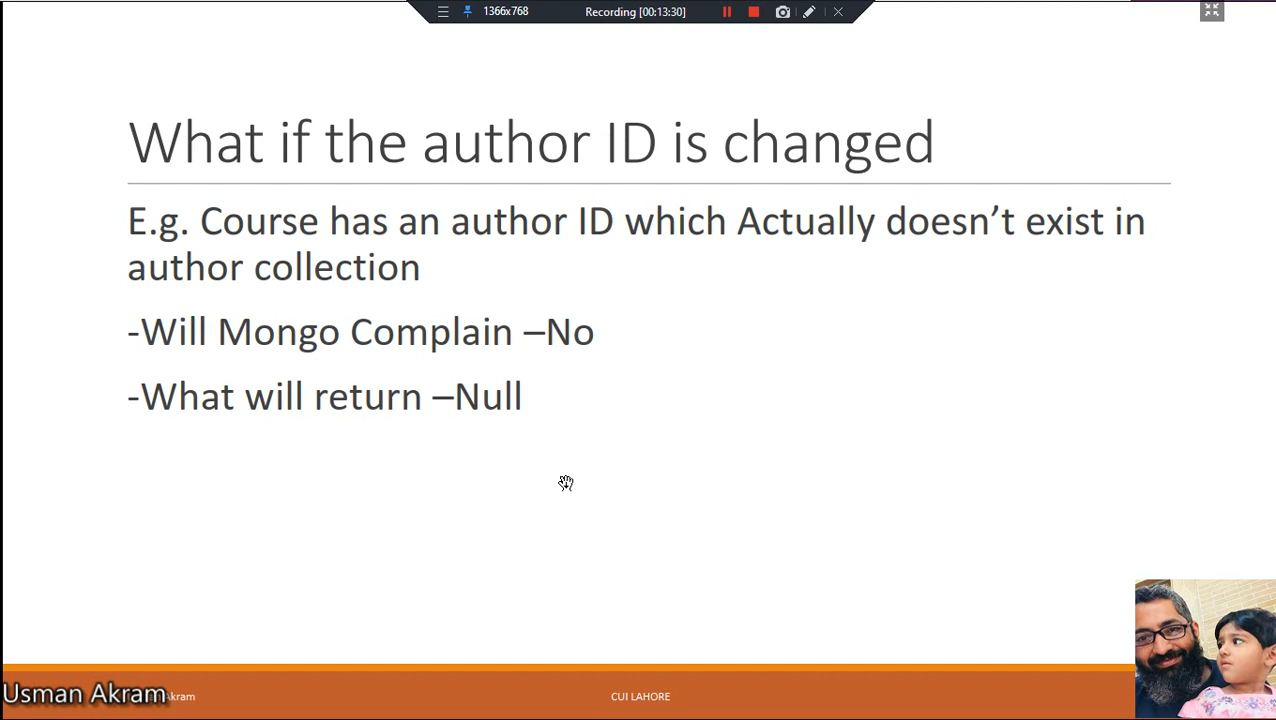 1366x768
Recording [00:13:30]
What if the author ID is changed
E.g. Course has an author ID which Actually doesn’t exist in
author collection
-Will Mongo Complain –No
-What will return –Null
Usman Akram
Akram
CUI LAHORE